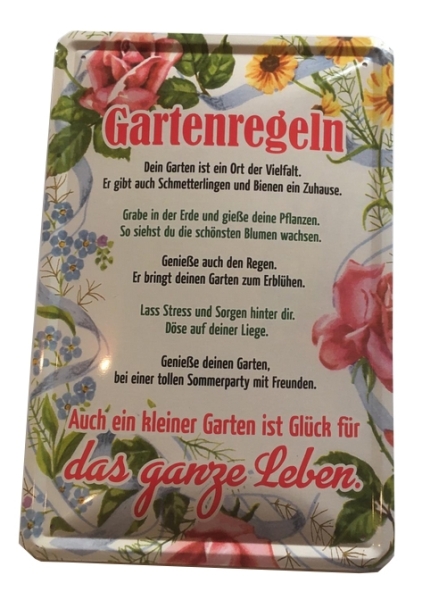 Gartenregeln
Dein Garten ist ein Ort der Vielfalt.
Er gibt auch Schmetterlingen und Bienen ein Zuhause.
Grabe in der Erde und gieße deine Pflanzen.
So siehst du die schönsten Blumen wachsen.
Genieße auch den Regen.
Er bringt deinen Garten zum Erblühen.
Lass Stress und Sorgen hinter dir.
Döse auf deiner Liege.
Genieße deinen Garten,
bei einer tollen Sommerparty mit Freunden.
Auch ein kleiner Garten ist Glück für
das ganze Leben.